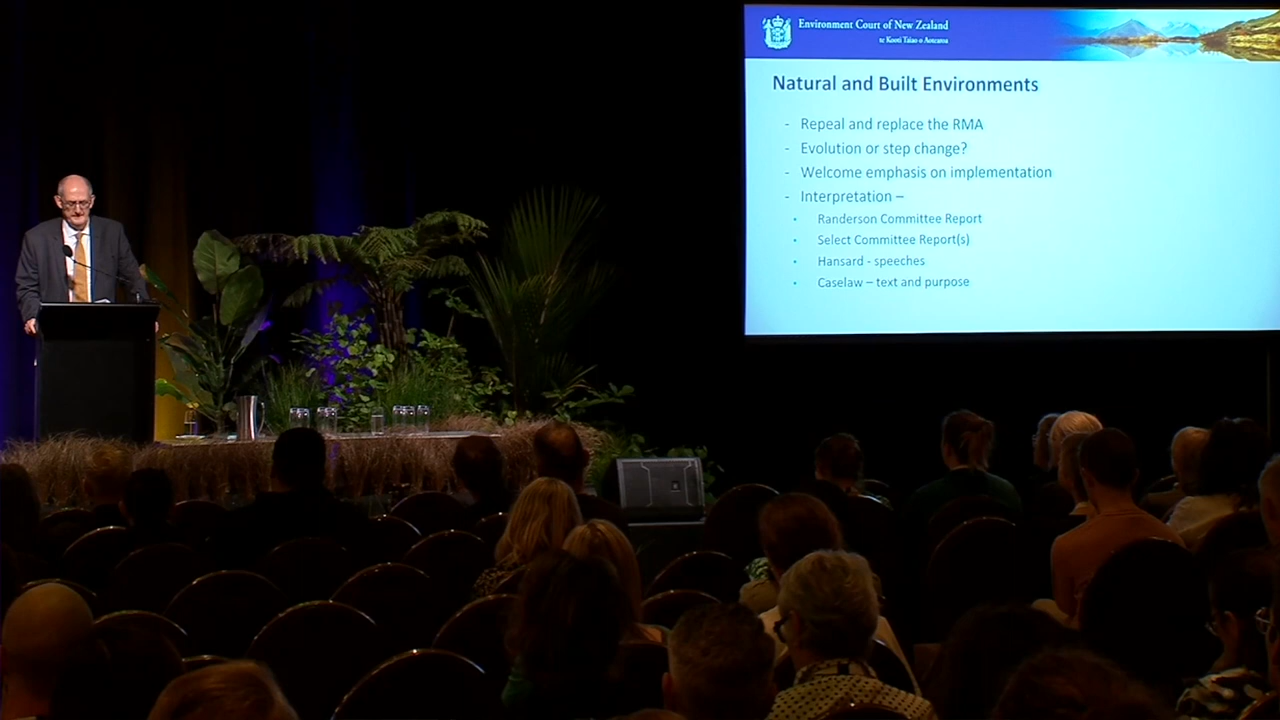 Environment Court of New Zealand
te Kooti Taiao o Aotearoa
Natural and Built Environments
- Repeal and replace the RMA
- Evolution or step change?
- Welcome emphasis on implementation
- Interpretation –
• Randerson Committee Report
• Select Committee Report(s)
• Hansard - speeches
• Caselaw – text and purpose